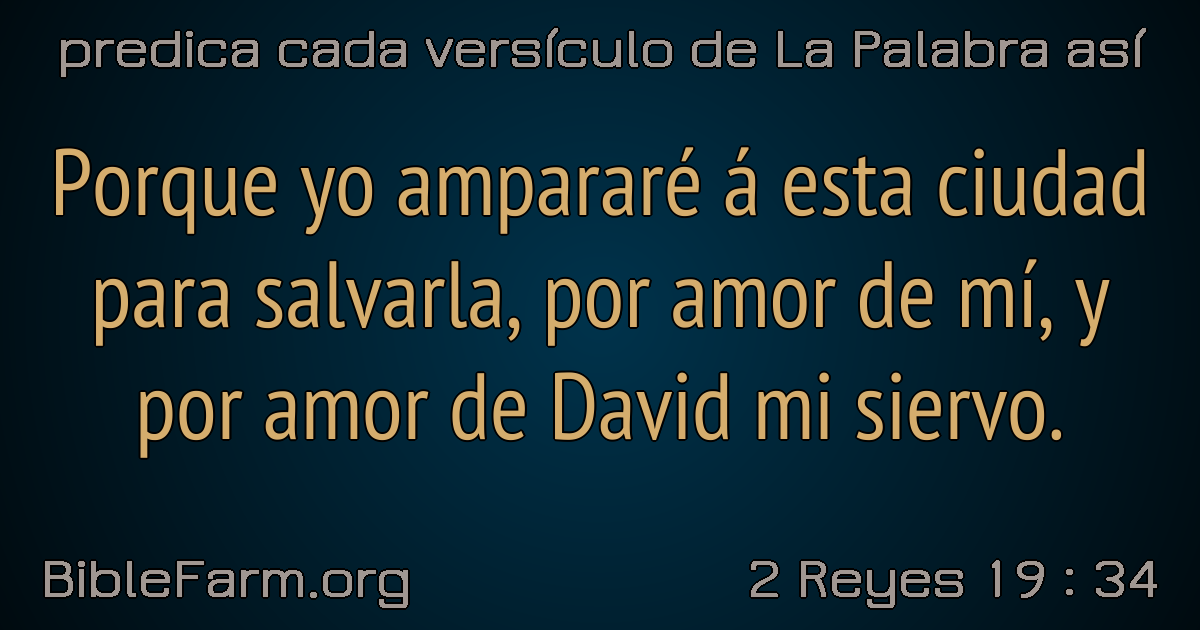 predica cada versículo de La Palabra así
Porque yo ampararé á esta ciudad
para salvarla, por amor de mí, y
por amor de David mi siervo.
BibleFarm.org
2 Reyes 19 : 34